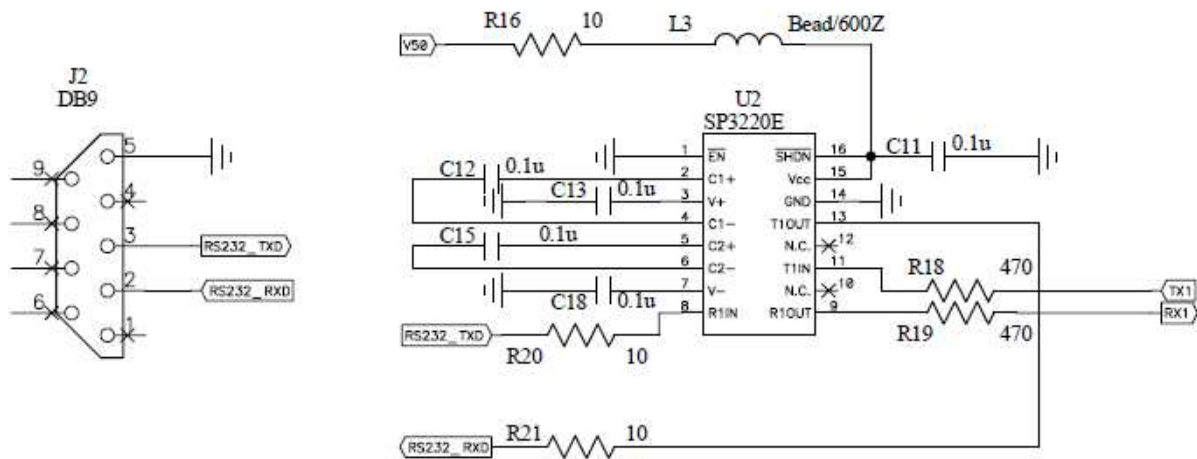 R16 10 L3 Bead/600Z
V50
J2
DB9
U2
SP3220E
5
9
4
8
3
7
2
6
1
RS232_TXD
RS232_RXD
C12 0.1u
C13 0.1u
C15 0.1u
C18 0.1u
C11 0.1u
1 EN SHDN 16
2 C1+ Vcc 15
3 V+ GND 14
4 C1- T1OUT 13
5 C2+ N.C. 12
6 C2- T1IN 11
7 V- N.C. 10
8 R1IN R1OUT 9
R18 470
TX1
RX1
R19 470
RS232_TXD
R20 10
R21 10
RS232_RXD